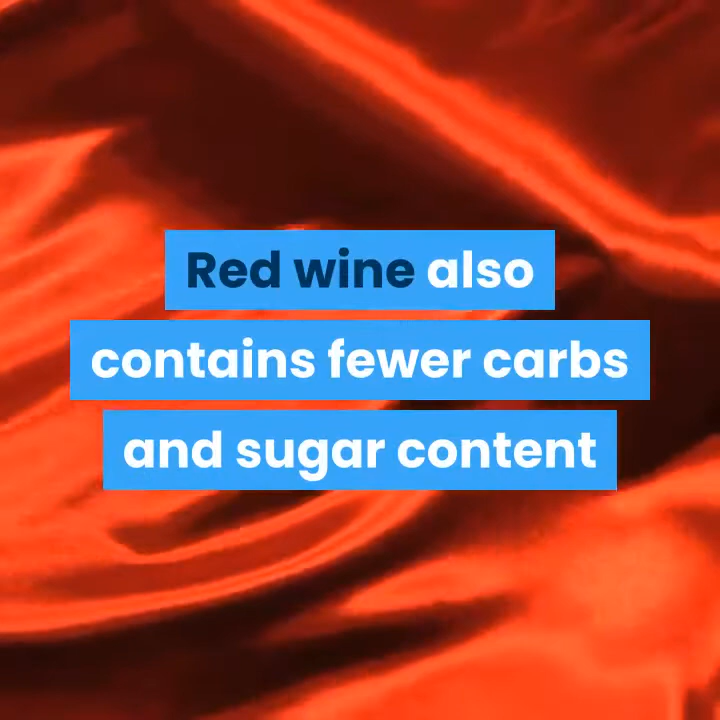 Red wine also
contains fewer carbs
and sugar content